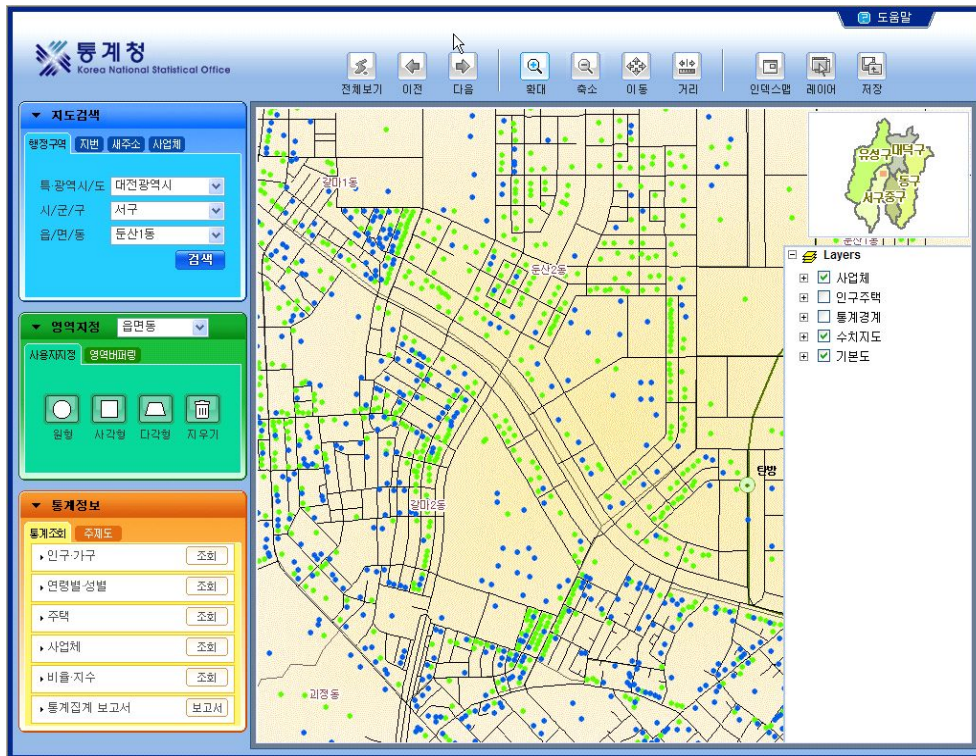 도움말
통계청
Korea National Statistical Office
전체보기 이전 다음 확대 축소 이동 거리 인덱스맵 레이어 저장
지도검색
행정구역 지번 새주소 사업체
특·광역시/도 대전광역시
시/군/구 서구
읍/면/동 둔산1동
검색
영역지정 읍면동
사용자지정 영역버퍼링
원형 사각형 다각형 지우기
통계정보
통계조회 주제도
인구·가구 조회
연령별·성별 조회
주택 조회
사업체 조회
비율·지수 조회
통계집계 보고서 보고서
갈마1동
둔산2동
갈마2동
괴정동
탄방
둔산1동
유성구 대덕구
동구
서구 중구
Layers
사업체
인구주택
통계경계
수치지도
기본도